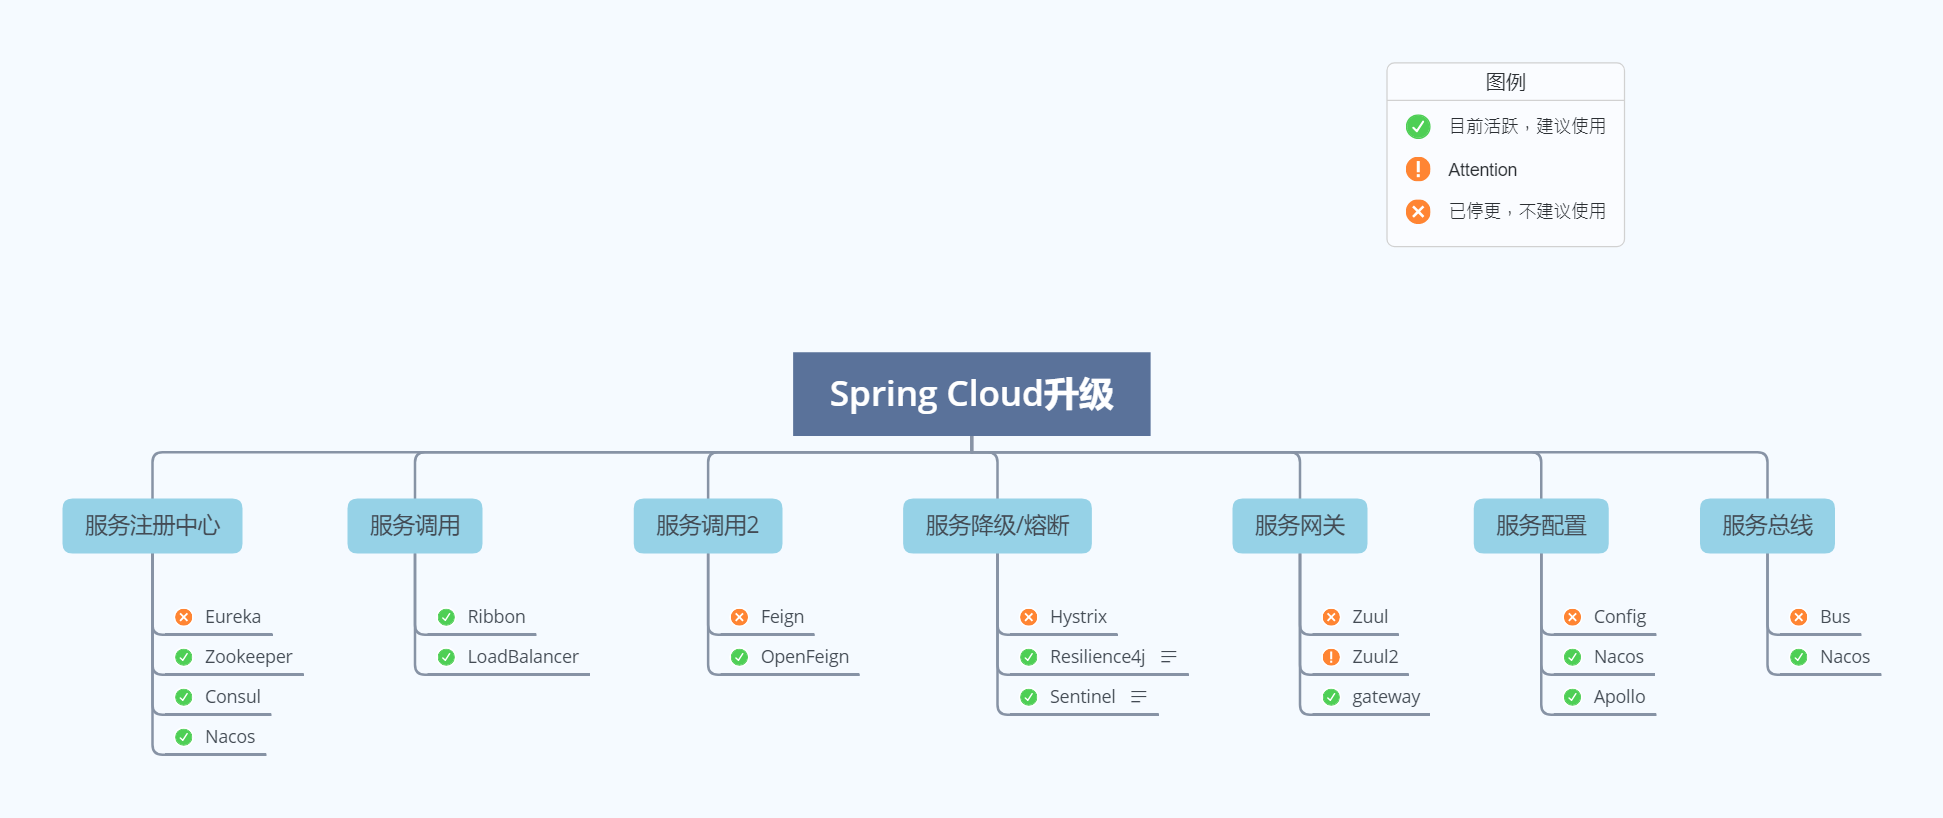 图例
目前活跃，建议使用
Attention
已停更，不建议使用
Spring Cloud升级
服务注册中心
Eureka
Zookeeper
Consul
Nacos
服务调用
Ribbon
LoadBalancer
服务调用2
Feign
OpenFeign
服务降级/熔断
Hystrix
Resilience4j
Sentinel
服务网关
Zuul
Zuul2
gateway
服务配置
Config
Nacos
Apollo
服务总线
Bus
Nacos